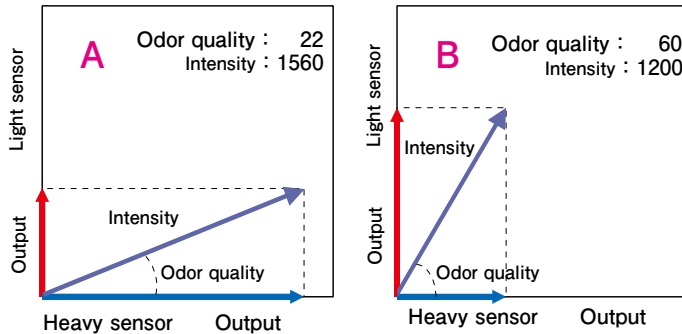 A
Odor quality : 22
Intensity : 1560
Light sensor
Output
Intensity
Odor quality
Heavy sensor Output
B
Odor quality : 60
Intensity : 1200
Light sensor
Output
Intensity
Odor quality
Heavy sensor Output